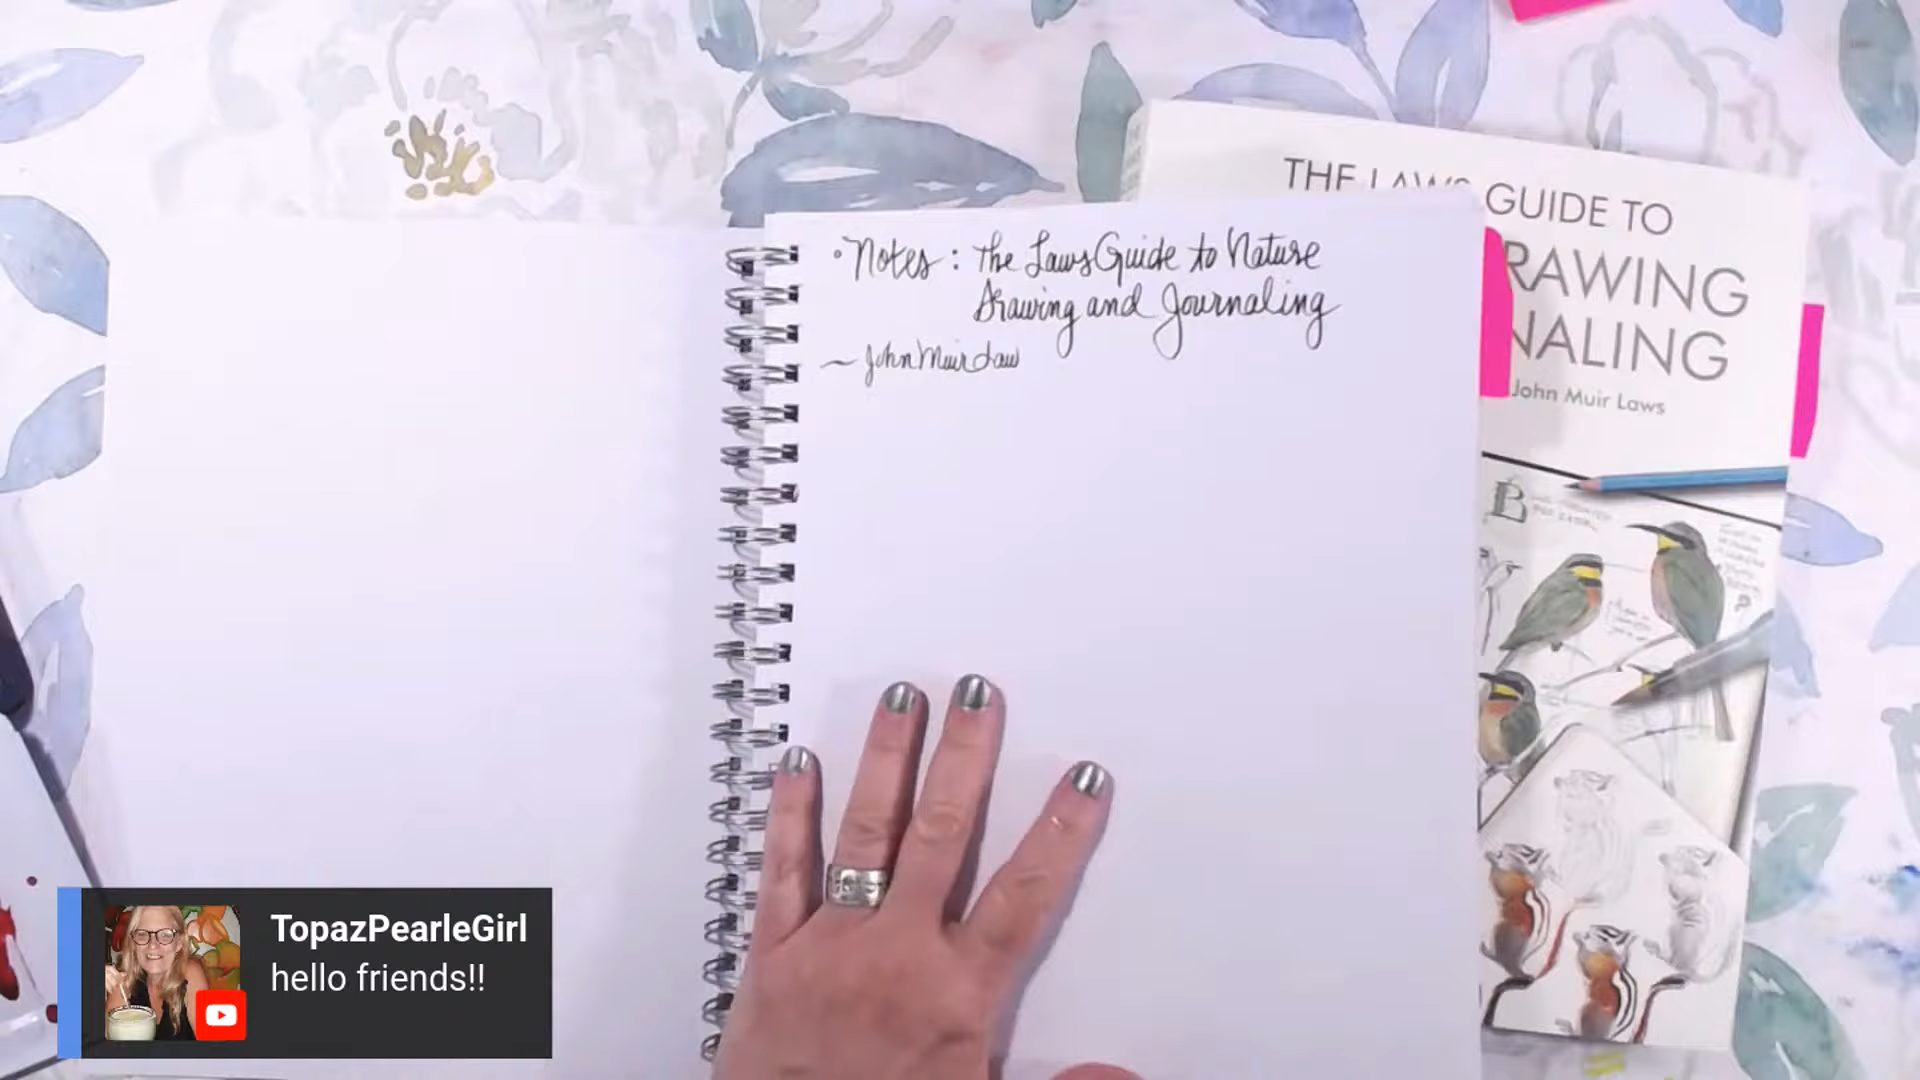 THE LAWS GUIDE TO
RAWING
NALING
John Muir Laws
• Notes : The Laws Guide to Nature
Drawing and Journaling
~ John Muir Laws
B
?
TopazPearleGirl
hello friends!!